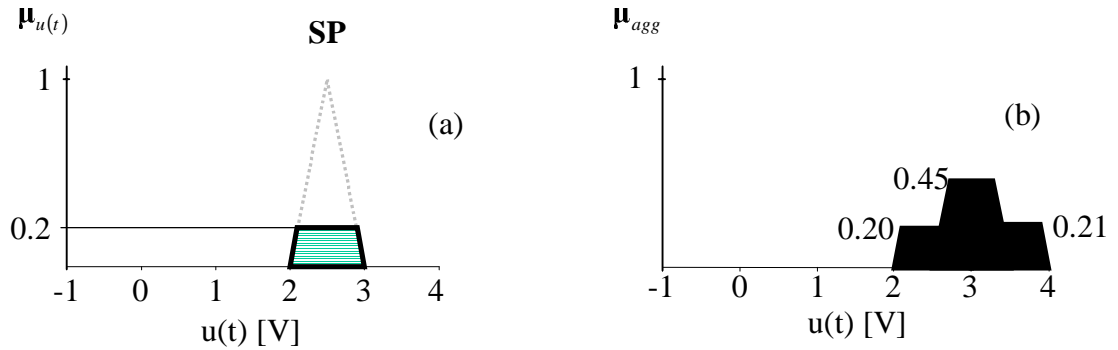 μu(t)
SP
1
(a)
0.2
-1 0 1 2 3 4
u(t) [V]
μagg
1
(b)
0.45
0.20
0.21
-1 0 1 2 3 4
u(t) [V]